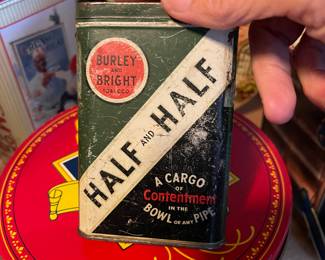 BURLEY
AND
BRIGHT
TOBACCO
HALF AND HALF
A CARGO
OF
Contentment
IN THE
BOWL OF ANY PIPE